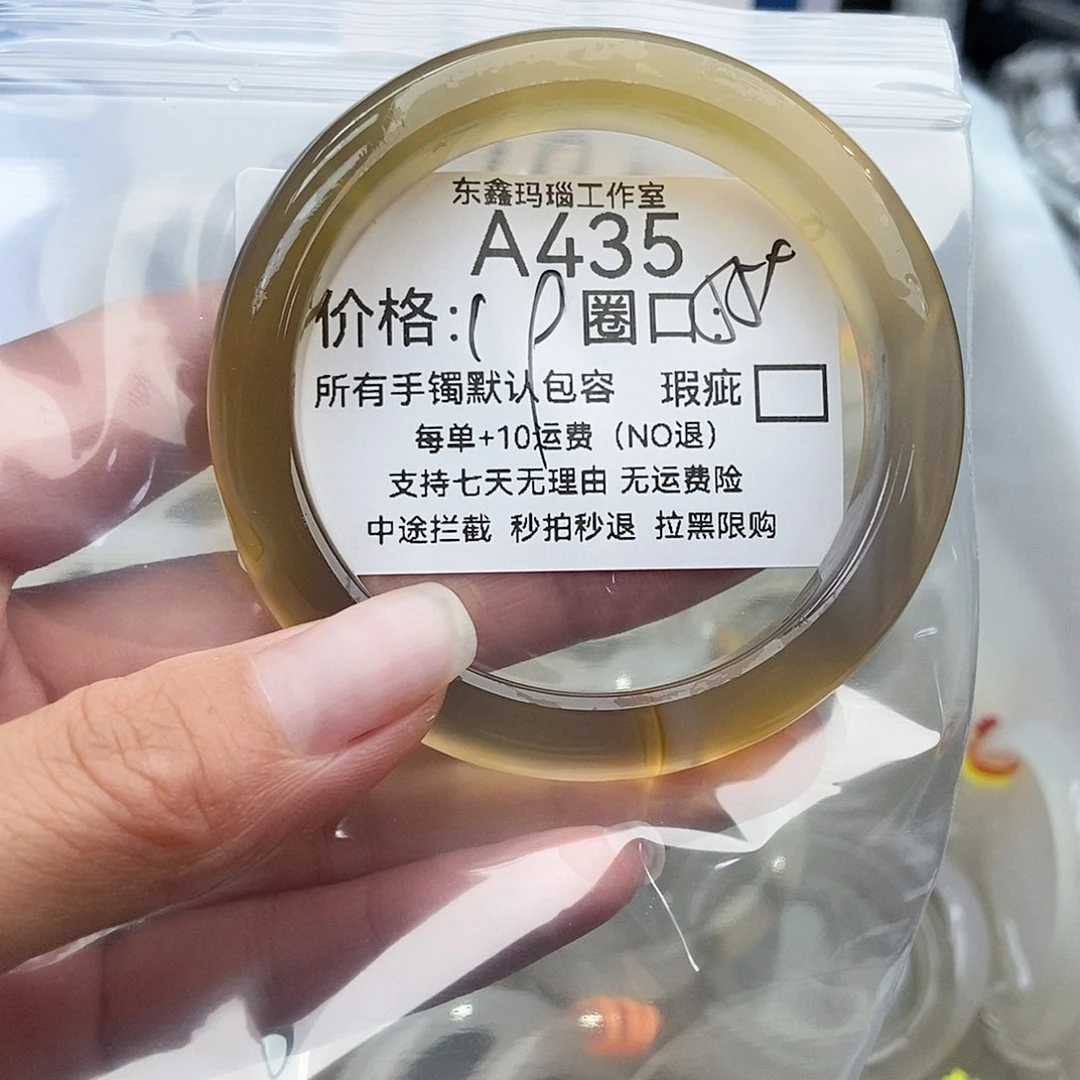 东鑫玛瑙工作室
A435
价格: 圈口
所有手镯默认包容 瑕疵
每单+10运费（NO退）
支持七天无理由 无运费险
中途拦截 秒拍秒退 拉黑限购